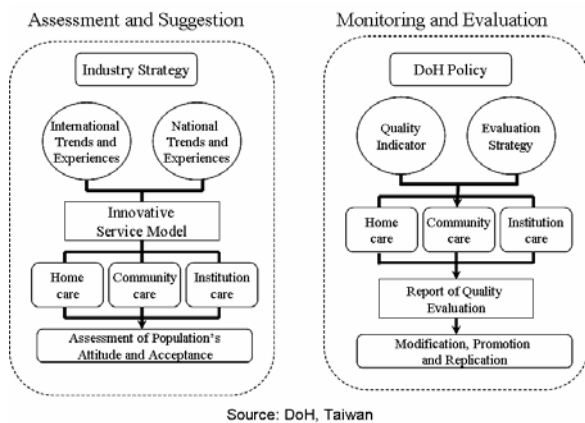 Assessment and Suggestion
Industry Strategy
International
Trends and
Experiences
National
Trends and
Experiences
Innovative
Service Model
Home
care
Community
care
Institution
care
Assessment of Population's
Attitude and Acceptance
Monitoring and Evaluation
DoH Policy
Quality
Indicator
Evaluation
Strategy
Home
care
Community
care
Institution
care
Report of Quality
Evaluation
Modification, Promotion
and Replication
Source: DoH, Taiwan